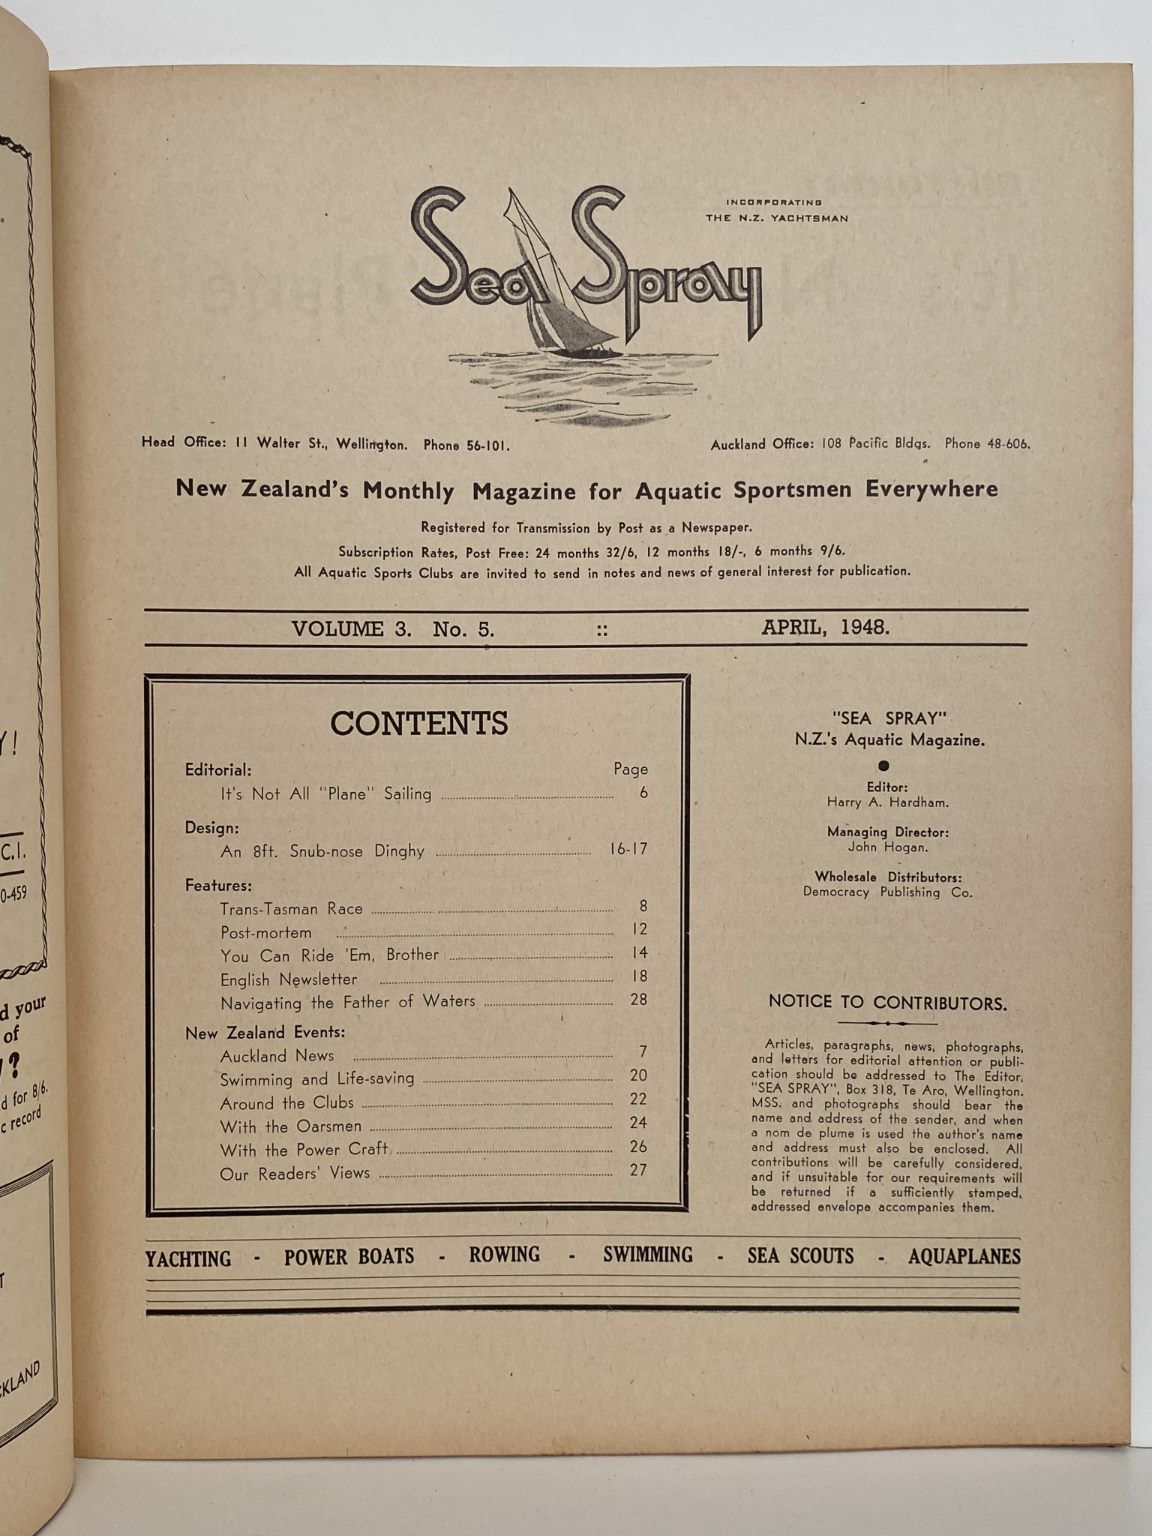 Sea Spray
INCORPORATING
THE N.Z. YACHTSMAN
Head Office: 11 Walter St., Wellington. Phone 56-101.
Auckland Office: 108 Pacific Bldgs. Phone 48-606.
New Zealand's Monthly Magazine for Aquatic Sportsmen Everywhere
Registered for Transmission by Post as a Newspaper.
Subscription Rates, Post Free: 24 months 32/6, 12 months 18/-, 6 months 9/6.
All Aquatic Sports Clubs are invited to send in notes and news of general interest for publication.
VOLUME 3. No. 5. :: APRIL, 1948.
CONTENTS
Editorial: Page
It's Not All "Plane" Sailing 6
Design:
An 8ft. Snub-nose Dinghy 16-17
Features:
Trans-Tasman Race 8
Post-mortem 12
You Can Ride 'Em, Brother 14
English Newsletter 18
Navigating the Father of Waters 28
New Zealand Events:
Auckland News 7
Swimming and Life-saving 20
Around the Clubs 22
With the Oarsmen 24
With the Power Craft 26
Our Readers' Views 27
"SEA SPRAY"
N.Z.'s Aquatic Magazine.
Editor:
Harry A. Hardham.
Managing Director:
John Hogan.
Wholesale Distributors:
Democracy Publishing Co.
NOTICE TO CONTRIBUTORS.
Articles, paragraphs, news, photographs,
and letters for editorial attention or publi-
cation should be addressed to The Editor,
"SEA SPRAY", Box 318, Te Aro, Wellington.
MSS. and photographs should bear the
name and address of the sender, and when
a nom de plume is used the author's name
and address must also be enclosed. All
contributions will be carefully considered,
and if unsuitable for our requirements will
be returned if a sufficiently stamped,
addressed envelope accompanies them.
YACHTING - POWER BOATS - ROWING - SWIMMING - SEA SCOUTS - AQUAPLANES
C.I.
0-459
your
of
?
for 8/6.
record